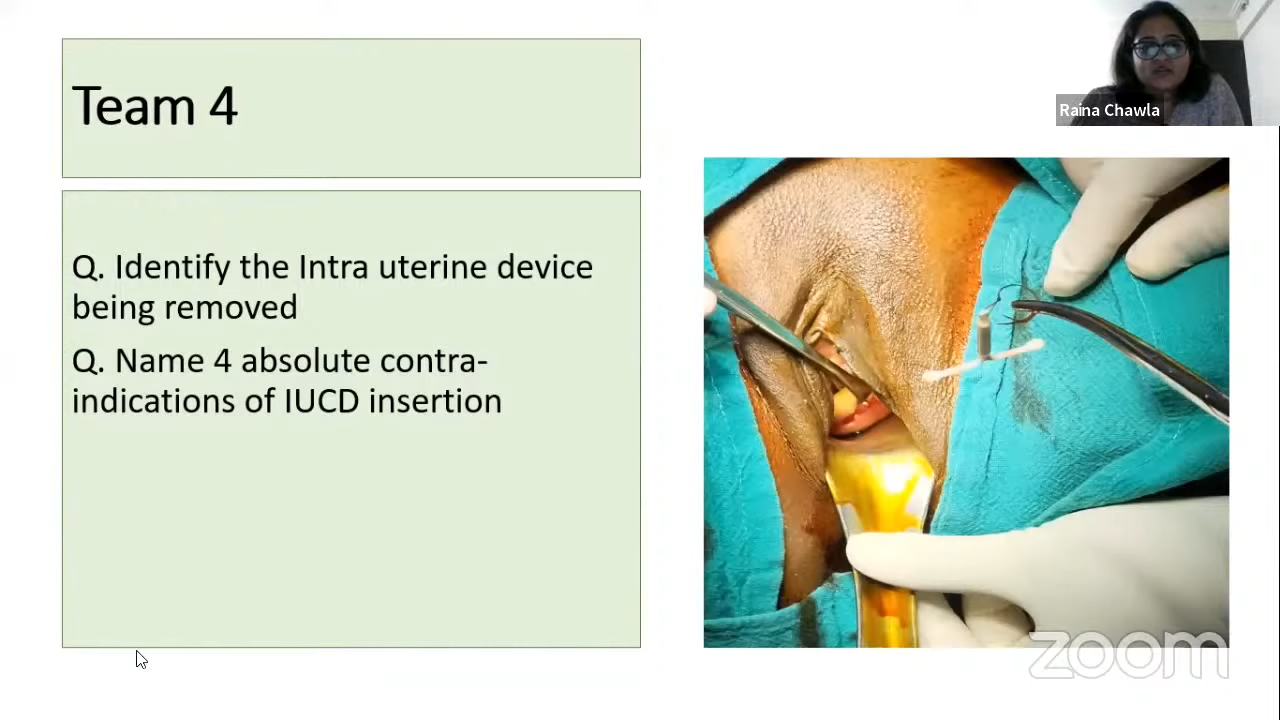 Team 4
Q. Identify the Intra uterine device
being removed
Q. Name 4 absolute contra-
indications of IUCD insertion
Raina Chawla
zoom